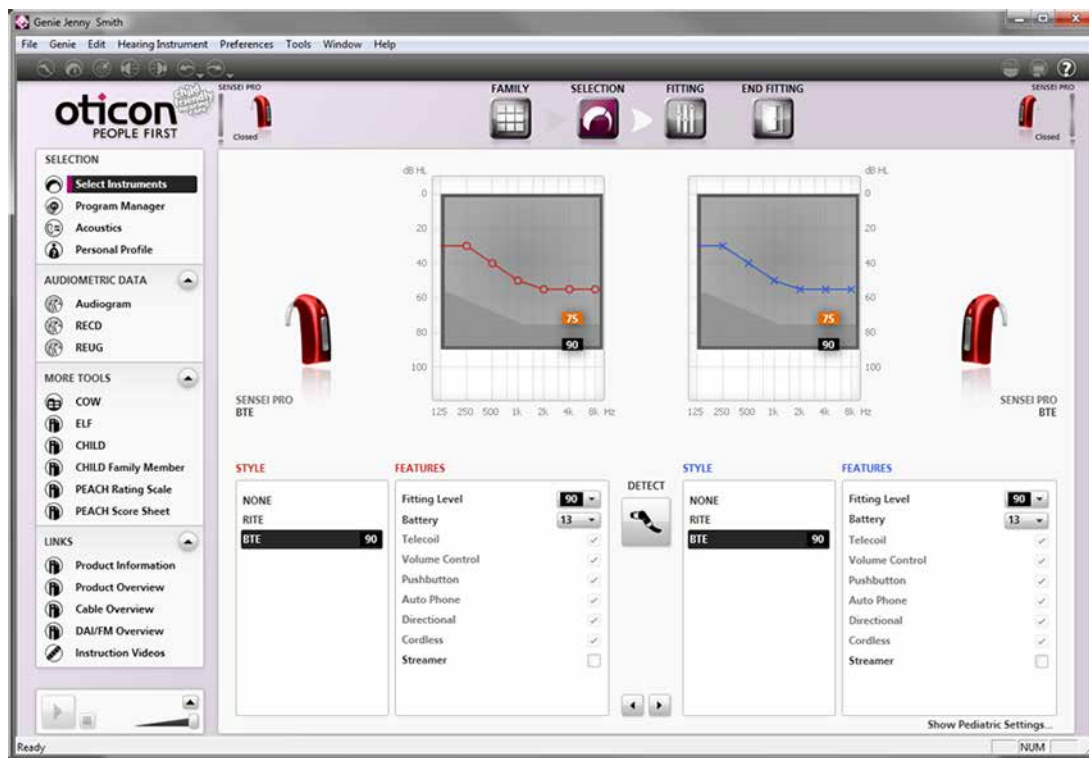 Genie Jenny Smith
File Genie Edit Hearing Instrument Preferences Tools Window Help
SENSEI PRO
FAMILY SELECTION FITTING END FITTING
SENSEI PRO
oticon
PEOPLE FIRST
child
friendly
Closed
Closed
SELECTION
Select Instruments
Program Manager
Acoustics
Personal Profile
AUDIOMETRIC DATA
Audiogram
RECD
REUG
MORE TOOLS
COW
ELF
CHILD
CHILD Family Member
PEACH Rating Scale
PEACH Score Sheet
LINKS
Product Information
Product Overview
Cable Overview
DAI/FM Overview
Instruction Videos
dB HL
0
20
40
60
80
100
75
90
125 250 500 1k 2k 4k 8k Hz
SENSEI PRO
BTE
dB HL
0
20
40
60
80
100
75
90
125 250 500 1k 2k 4k 8k Hz
SENSEI PRO
BTE
STYLE
NONE
RITE
BTE 90
FEATURES
Fitting Level 90
Battery 13
Telecoil
Volume Control
Pushbutton
Auto Phone
Directional
Cordless
Streamer
DETECT
STYLE
NONE
RITE
BTE 90
FEATURES
Fitting Level 90
Battery 13
Telecoil
Volume Control
Pushbutton
Auto Phone
Directional
Cordless
Streamer
Show Pediatric Settings...
Ready
NUM